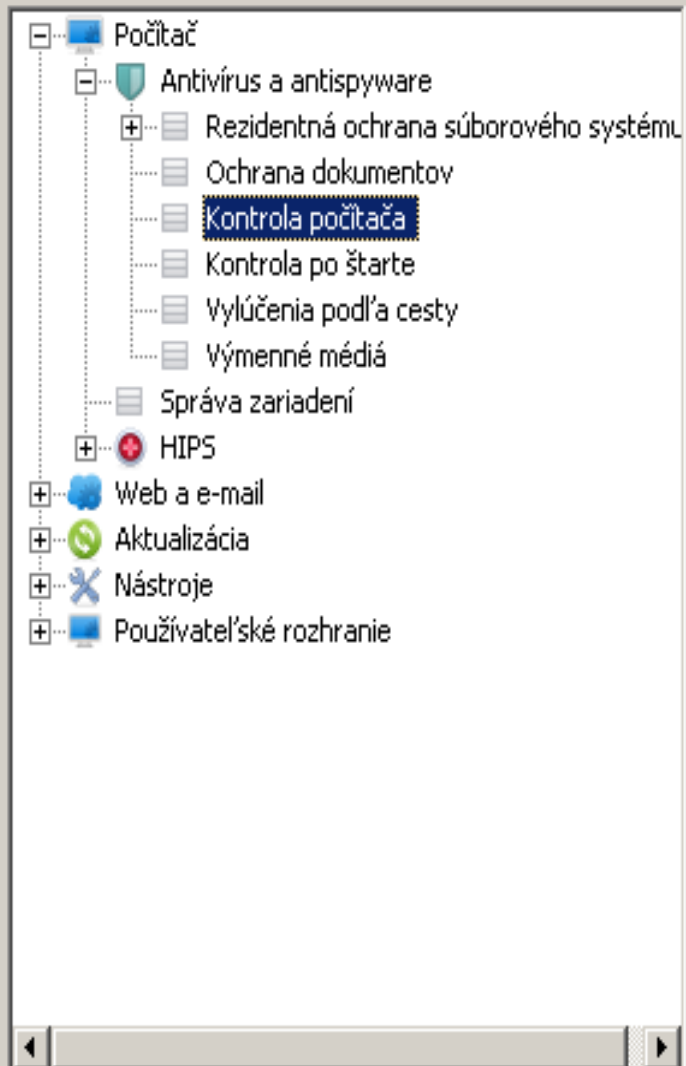 Počítač
Antivírus a antispyware
Rezidentná ochrana súborového systému
Ochrana dokumentov
Kontrola počítača
Kontrola po štarte
Vylúčenia podľa cesty
Výmenné médiá
Správa zariadení
HIPS
Web a e-mail
Aktualizácia
Nástroje
Používateľské rozhranie